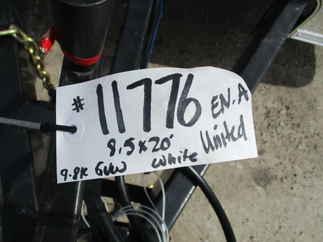 #11776 EN.A
8.5x20' United
9.8K GVW White